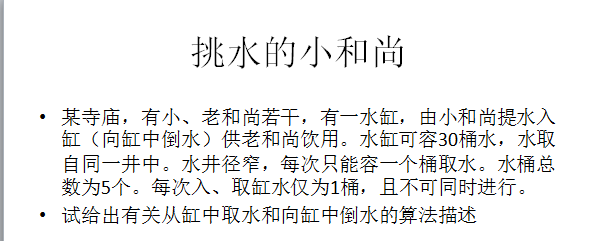 挑水的小和尚
• 某寺庙，有小、老和尚若干，有一水缸，由小和尚提水入
缸（向缸中倒水）供老和尚饮用。水缸可容30桶水，水取
自同一井中。水井径窄，每次只能容一个桶取水。水桶总
数为5个。每次入、取缸水仅为1桶，且不可同时进行。
• 试给出有关从缸中取水和向缸中倒水的算法描述